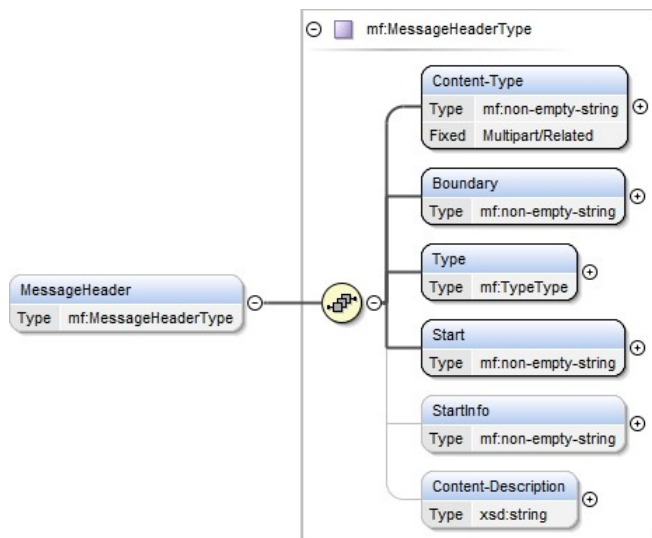 mf:MessageHeaderType
Content-Type
Type mf:non-empty-string
Fixed Multipart/Related
Boundary
Type mf:non-empty-string
Type
Type mf:TypeType
MessageHeader
Type mf:MessageHeaderType
Start
Type mf:non-empty-string
StartInfo
Type mf:non-empty-string
Content-Description
Type xsd:string